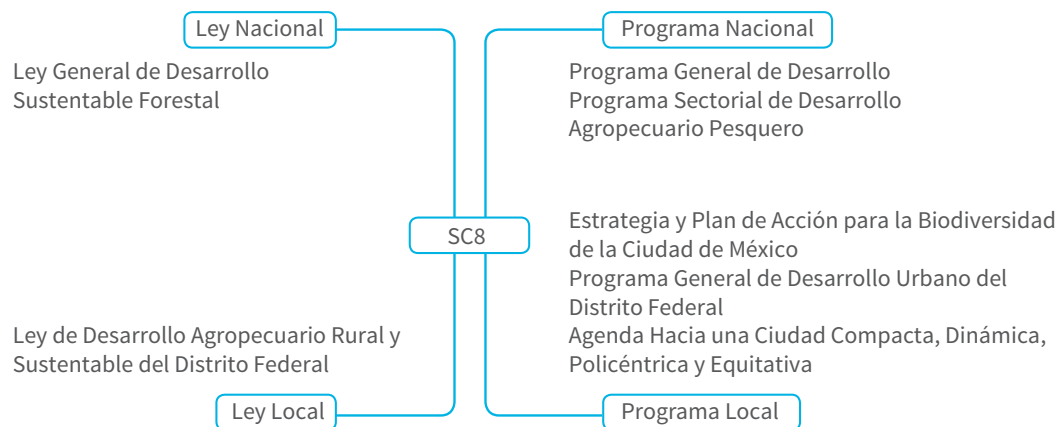 Ley Nacional
Ley General de Desarrollo
Sustentable Forestal
Programa Nacional
Programa General de Desarrollo
Programa Sectorial de Desarrollo
Agropecuario Pesquero
SC8
Ley de Desarrollo Agropecuario Rural y
Sustentable del Distrito Federal
Ley Local
Estrategia y Plan de Acción para la Biodiversidad
de la Ciudad de México
Programa General de Desarrollo Urbano del
Distrito Federal
Agenda Hacia una Ciudad Compacta, Dinámica,
Policéntrica y Equitativa
Programa Local